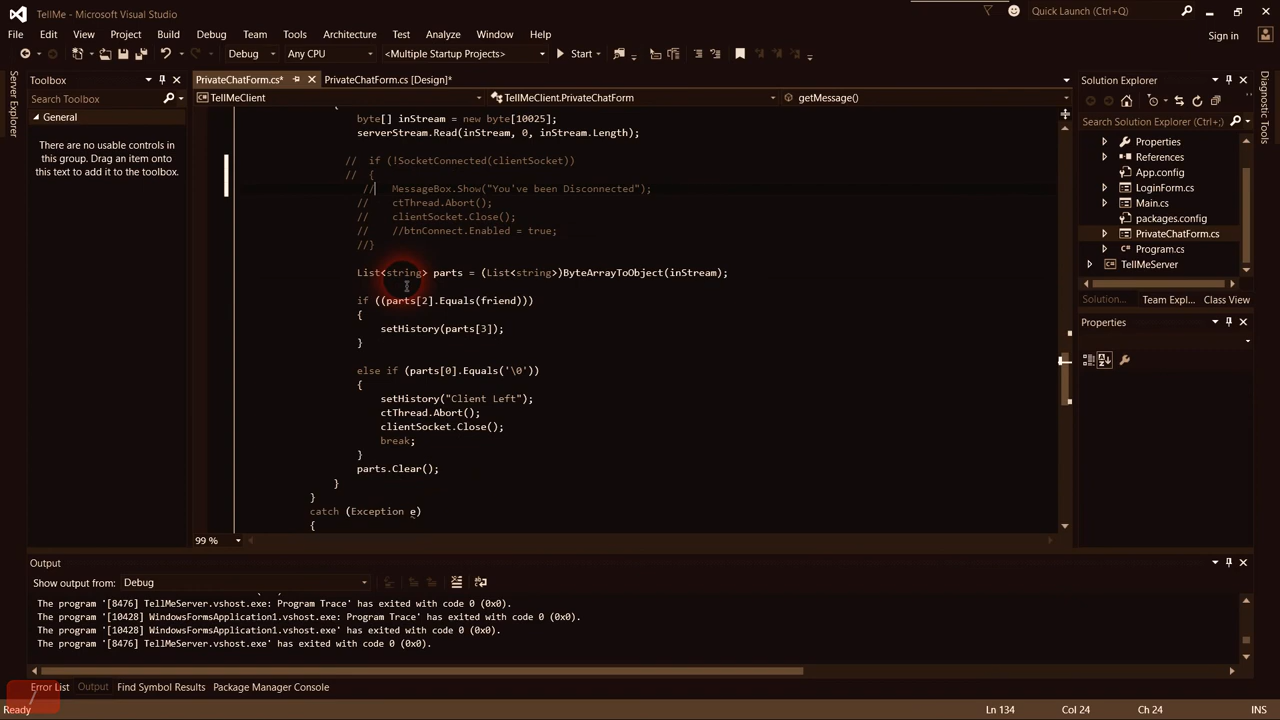 TellMe - Microsoft Visual Studio
Quick Launch (Ctrl+Q)
File Edit View Project Build Debug Team Tools Architecture Test Analyze Window Help
Sign in
Debug Any CPU <Multiple Startup Projects> Start
Server Explorer
Toolbox
Search Toolbox
General
There are no usable controls in
this group. Drag an item onto
this text to add it to the toolbox.
PrivateChatForm.cs* PrivateChatForm.cs [Design]*
TellMeClient TellMeClient.PrivateChatForm getMessage()
{
byte[] inStream = new byte[10025];
serverStream.Read(inStream, 0, inStream.Length);
// if (!SocketConnected(clientSocket))
// {
// MessageBox.Show("You've been Disconnected");
// ctThread.Abort();
// clientSocket.Close();
// //btnConnect.Enabled = true;
//}
List<string> parts = (List<string>)ByteArrayToObject(inStream);
if ((parts[2].Equals(friend)))
{
setHistory(parts[3]);
}
else if (parts[0].Equals('\0'))
{
setHistory("Client Left");
ctThread.Abort();
clientSocket.Close();
break;
}
parts.Clear();
}
}
catch (Exception e)
{
99 %
Solution Explorer
Search Solution Explorer (Ctrl+;)
Properties
References
App.config
LoginForm.cs
Main.cs
packages.config
PrivateChatForm.cs
Program.cs
TellMeServer
Solution... Team Expl... Class View
Properties
Diagnostic Tools
Output
Show output from: Debug
The program '[8476] TellMeServer.vshost.exe: Program Trace' has exited with code 0 (0x0).
The program '[10428] WindowsFormsApplication1.vshost.exe: Program Trace' has exited with code 0 (0x0).
The program '[10428] WindowsFormsApplication1.vshost.exe' has exited with code 0 (0x0).
The program '[8476] TellMeServer.vshost.exe' has exited with code 0 (0x0).
Error List Output Find Symbol Results Package Manager Console
/
Ready Ln 134 Col 24 Ch 24 INS